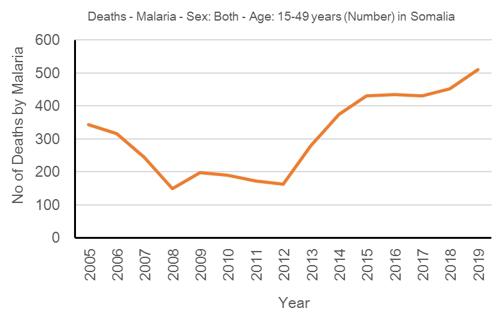 Deaths - Malaria - Sex: Both - Age: 15-49 years (Number) in Somalia
600
500
400
300
200
100
0
No of Deaths by Malaria
2005 2006 2007 2008 2009 2010 2011 2012 2013 2014 2015 2016 2017 2018 2019
Year